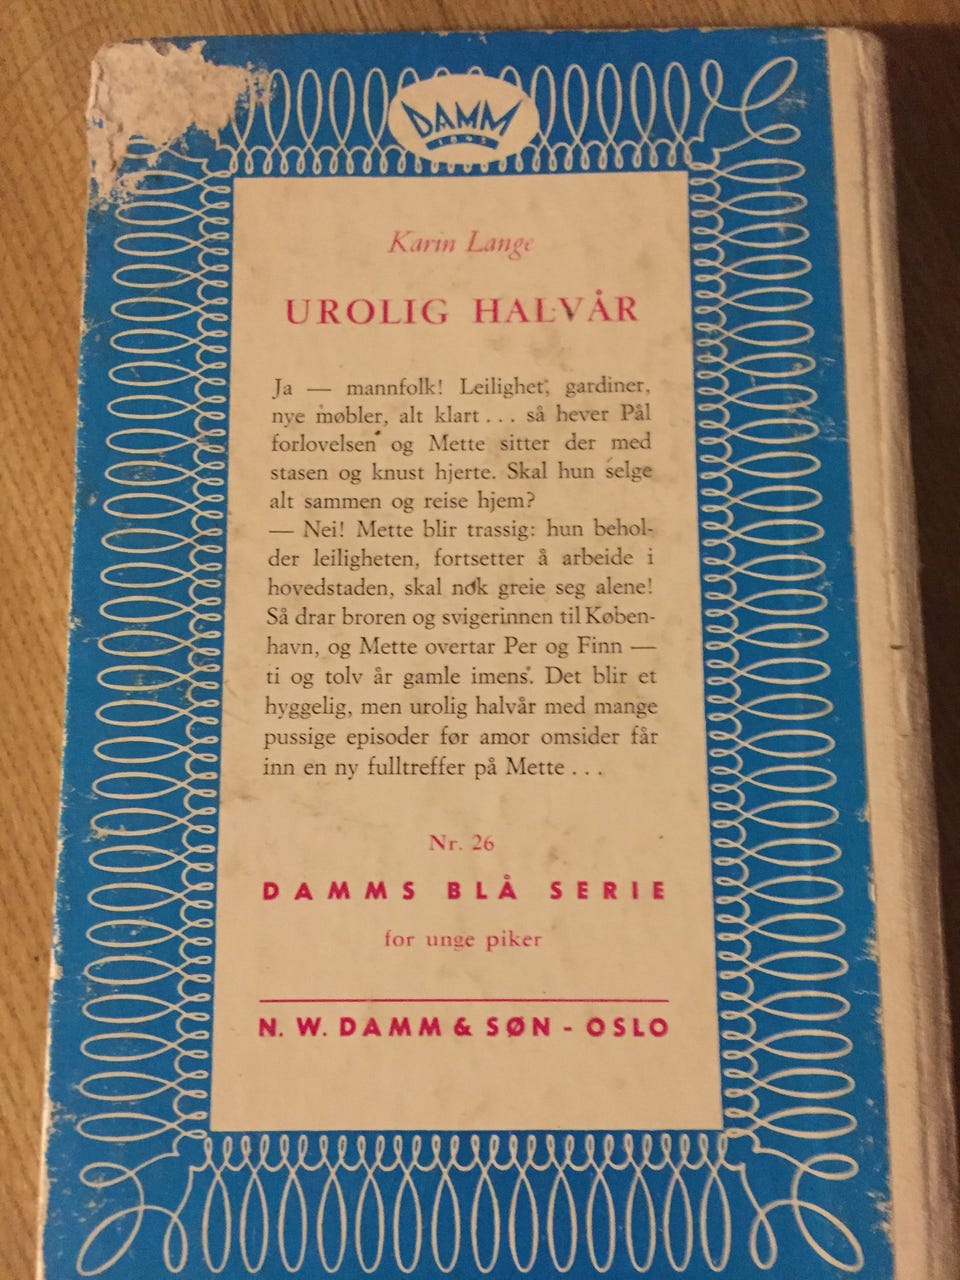 DAMM
1843
Karin Lange
UROLIG HALVÅR
Ja — mannfolk! Leilighet, gardiner,
nye møbler, alt klart... så hever Pål
forlovelsen og Mette sitter der med
stasen og knust hjerte. Skal hun selge
alt sammen og reise hjem?
— Nei! Mette blir trassig: hun behol-
der leiligheten, fortsetter å arbeide i
hovedstaden, skal nok greie seg alene!
Så drar broren og svigerinnen til Køben-
havn, og Mette overtar Per og Finn —
ti og tolv år gamle imens. Det blir et
hyggelig, men urolig halvår med mange
pussige episoder før amor omsider får
inn en ny fulltreffer på Mette...
Nr. 26
DAMMS BLÅ SERIE
for unge piker
N. W. DAMM & SØN - OSLO